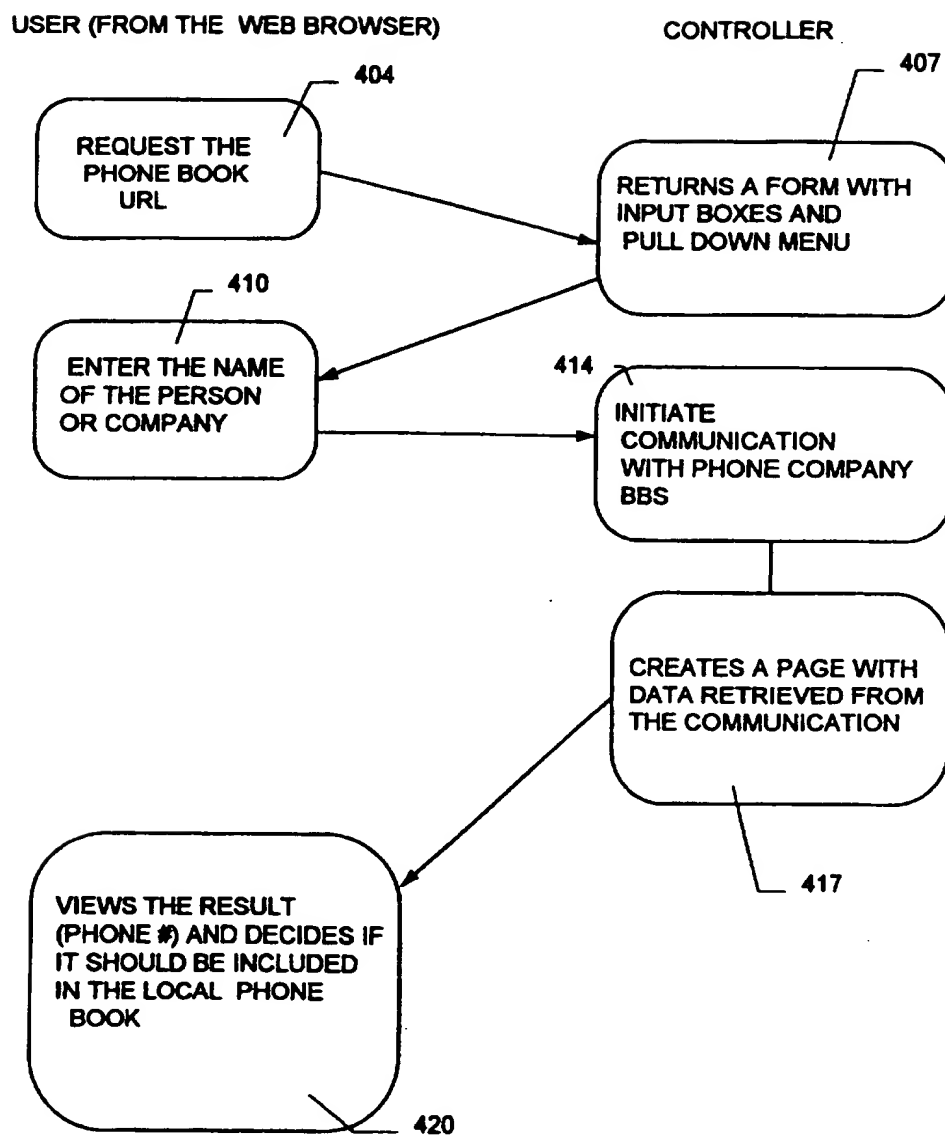 USER (FROM THE WEB BROWSER)
CONTROLLER
404
407
REQUEST THE
PHONE BOOK
URL
RETURNS A FORM WITH
INPUT BOXES AND
PULL DOWN MENU
410
ENTER THE NAME
OF THE PERSON
OR COMPANY
414
INITIATE
COMMUNICATION
WITH PHONE COMPANY
BBS
CREATES A PAGE WITH
DATA RETRIEVED FROM
THE COMMUNICATION
417
VIEWS THE RESULT
(PHONE #) AND DECIDES IF
IT SHOULD BE INCLUDED
IN THE LOCAL PHONE
BOOK
420